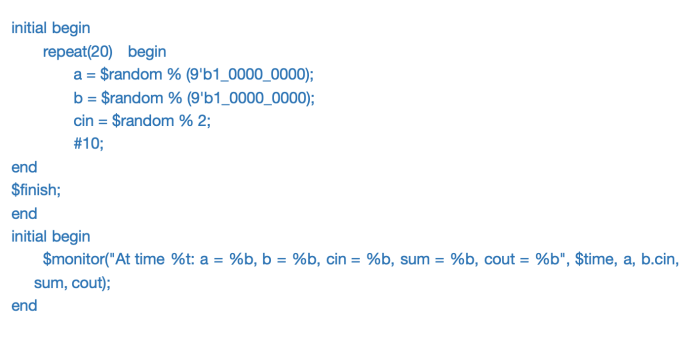 initial begin
repeat(20) begin
a = $random % (9'b1_0000_0000);
b = $random % (9'b1_0000_0000);
cin = $random % 2;
#10;
end
$finish;
end
initial begin
$monitor("At time %t: a = %b, b = %b, cin = %b, sum = %b, cout = %b", $time, a, b.cin,
sum, cout);
end